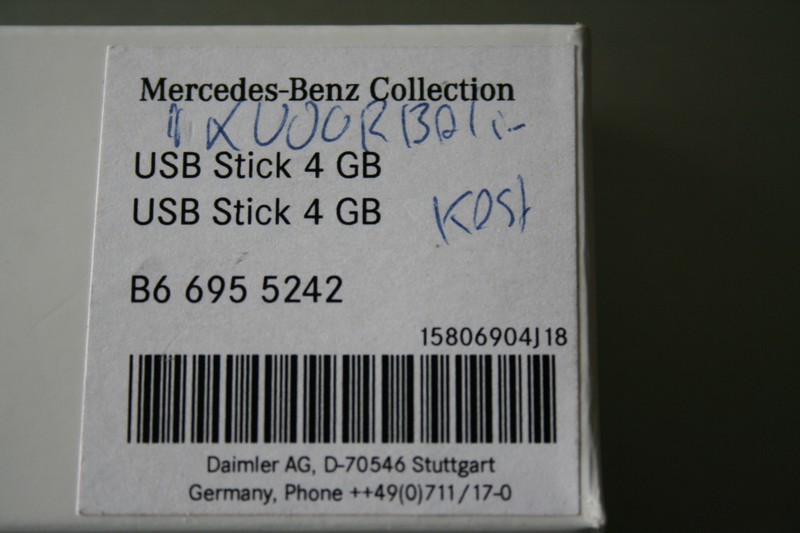 Mercedes-Benz Collection
USB Stick 4 GB
USB Stick 4 GB
Kost
B6 695 5242
15806904J18
Daimler AG, D-70546 Stuttgart
Germany, Phone ++49(0)711/17-0